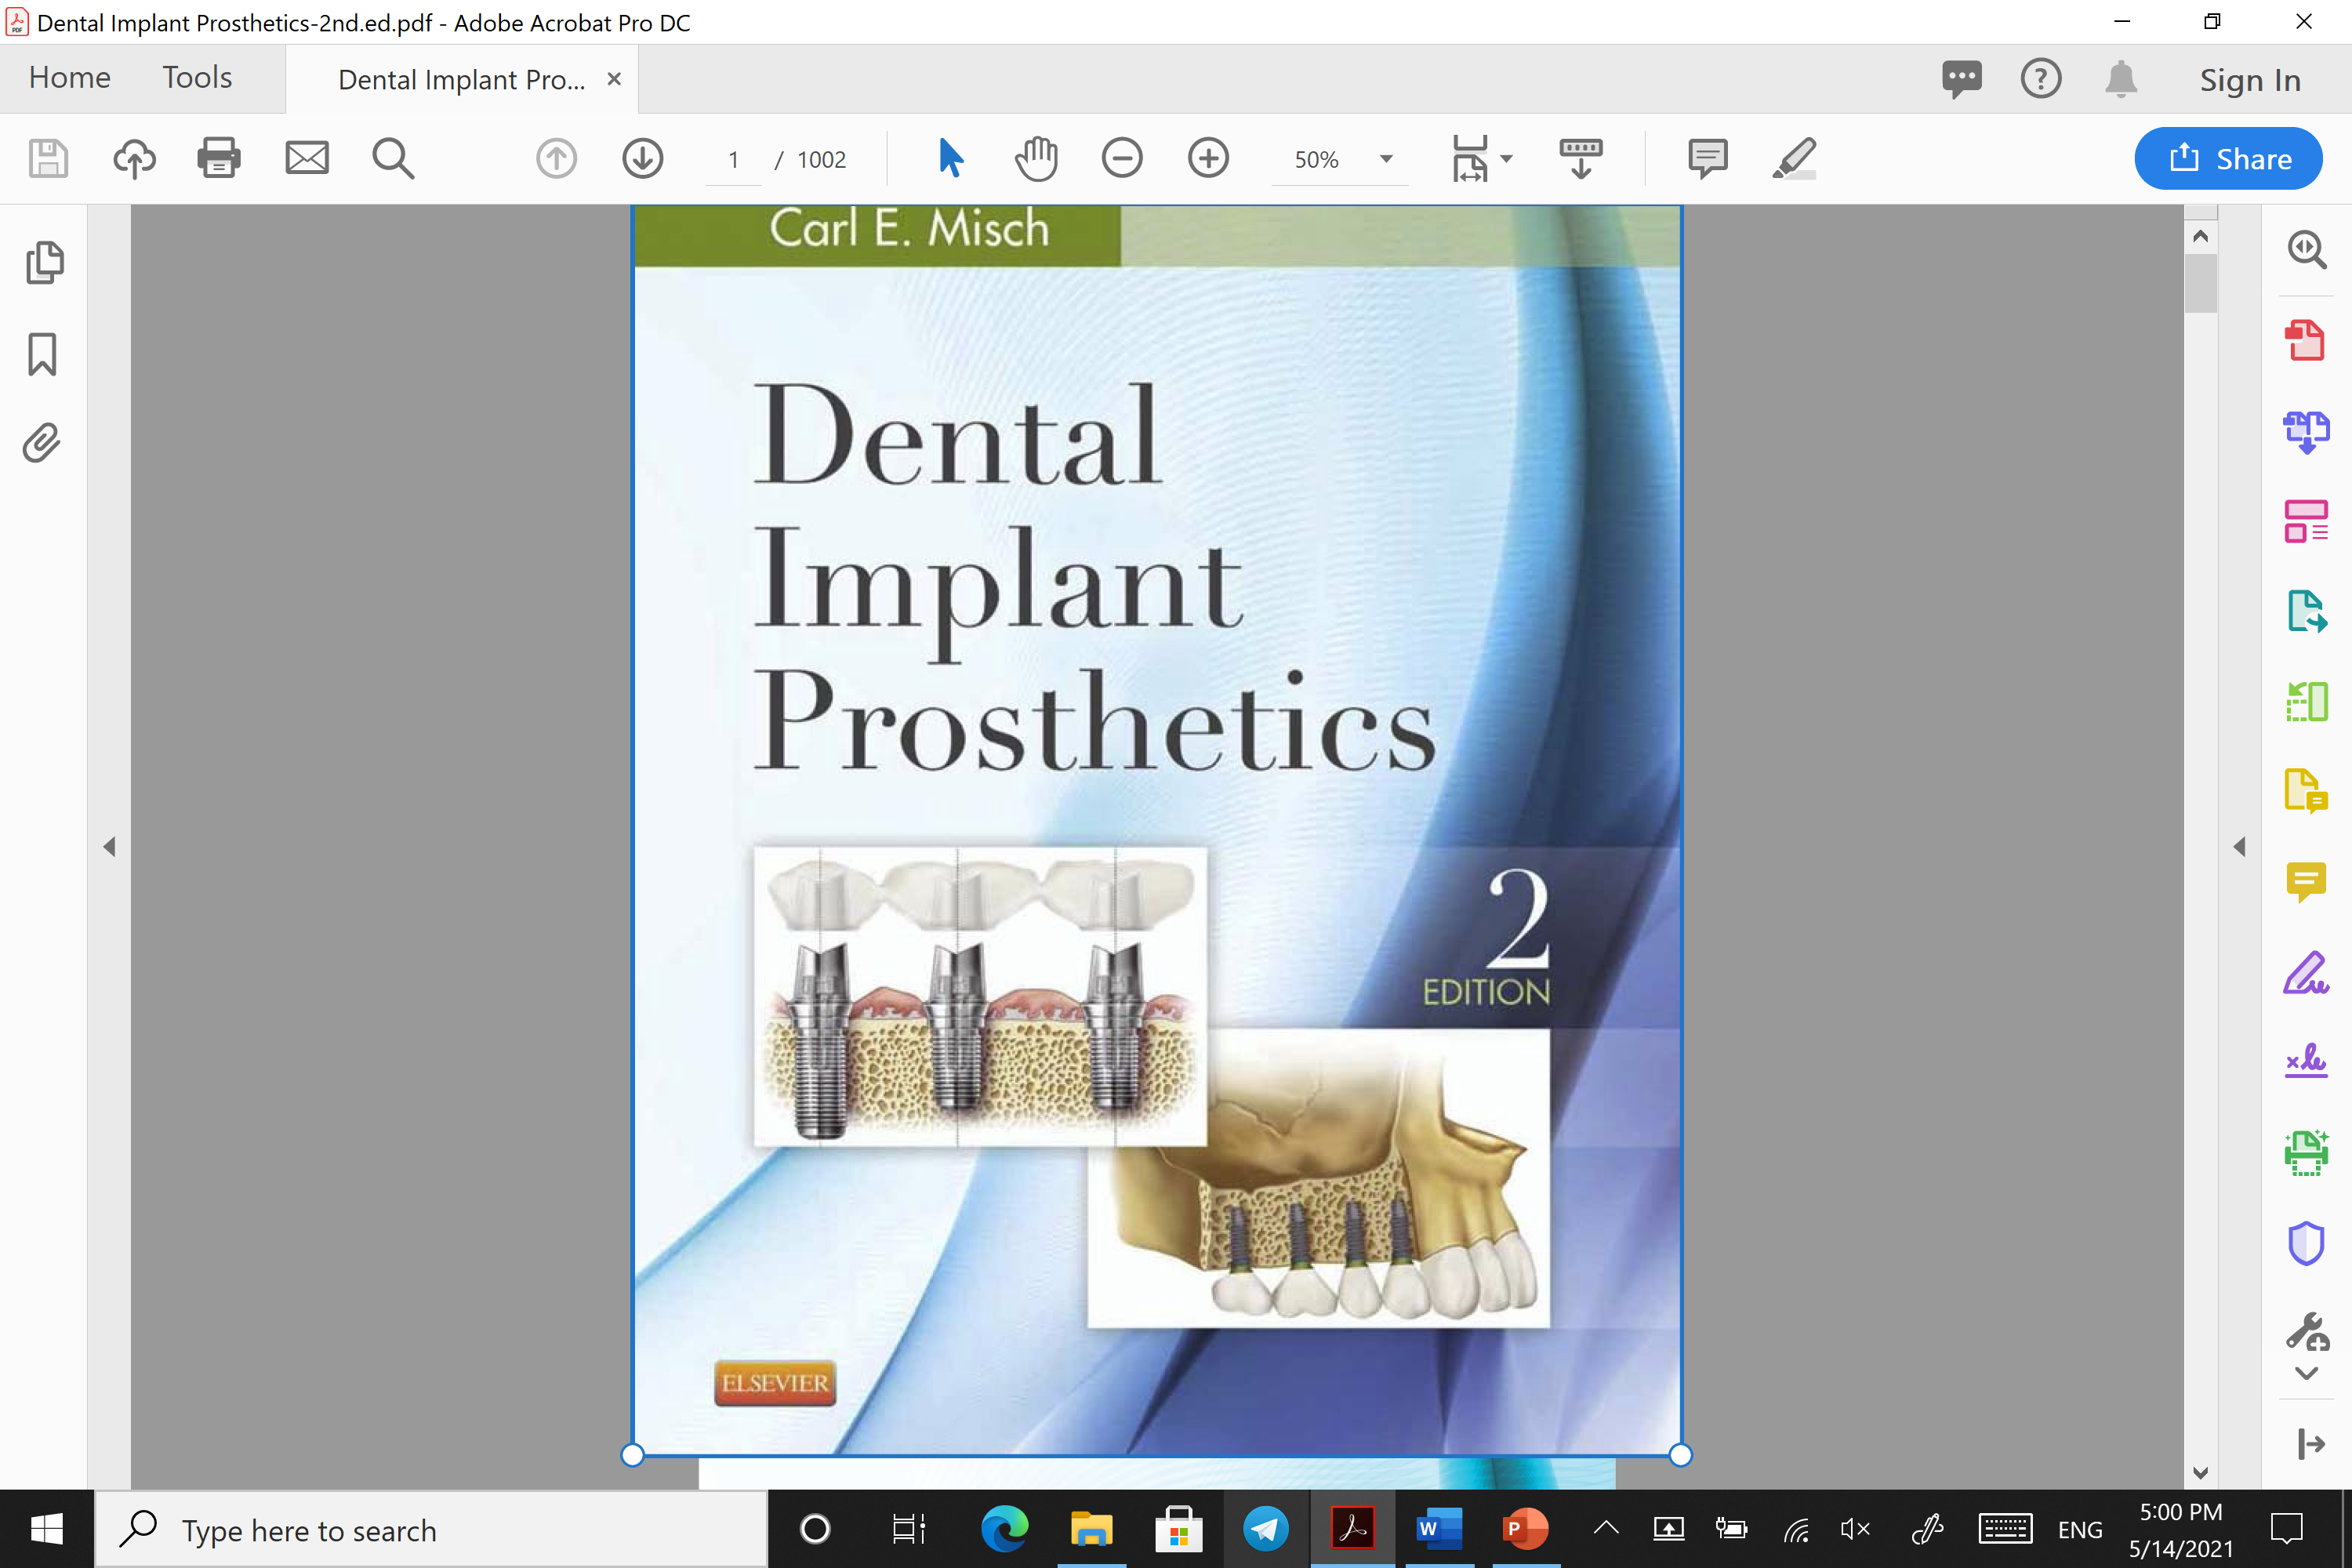 Dental Implant Prosthetics-2nd.ed.pdf - Adobe Acrobat Pro DC
Home Tools Dental Implant Pro... Sign In
1 / 1002 50% Share
Carl E. Misch
Dental
Implant
Prosthetics
2
EDITION
ELSEVIER
Type here to search
ENG
5:00 PM
5/14/2021